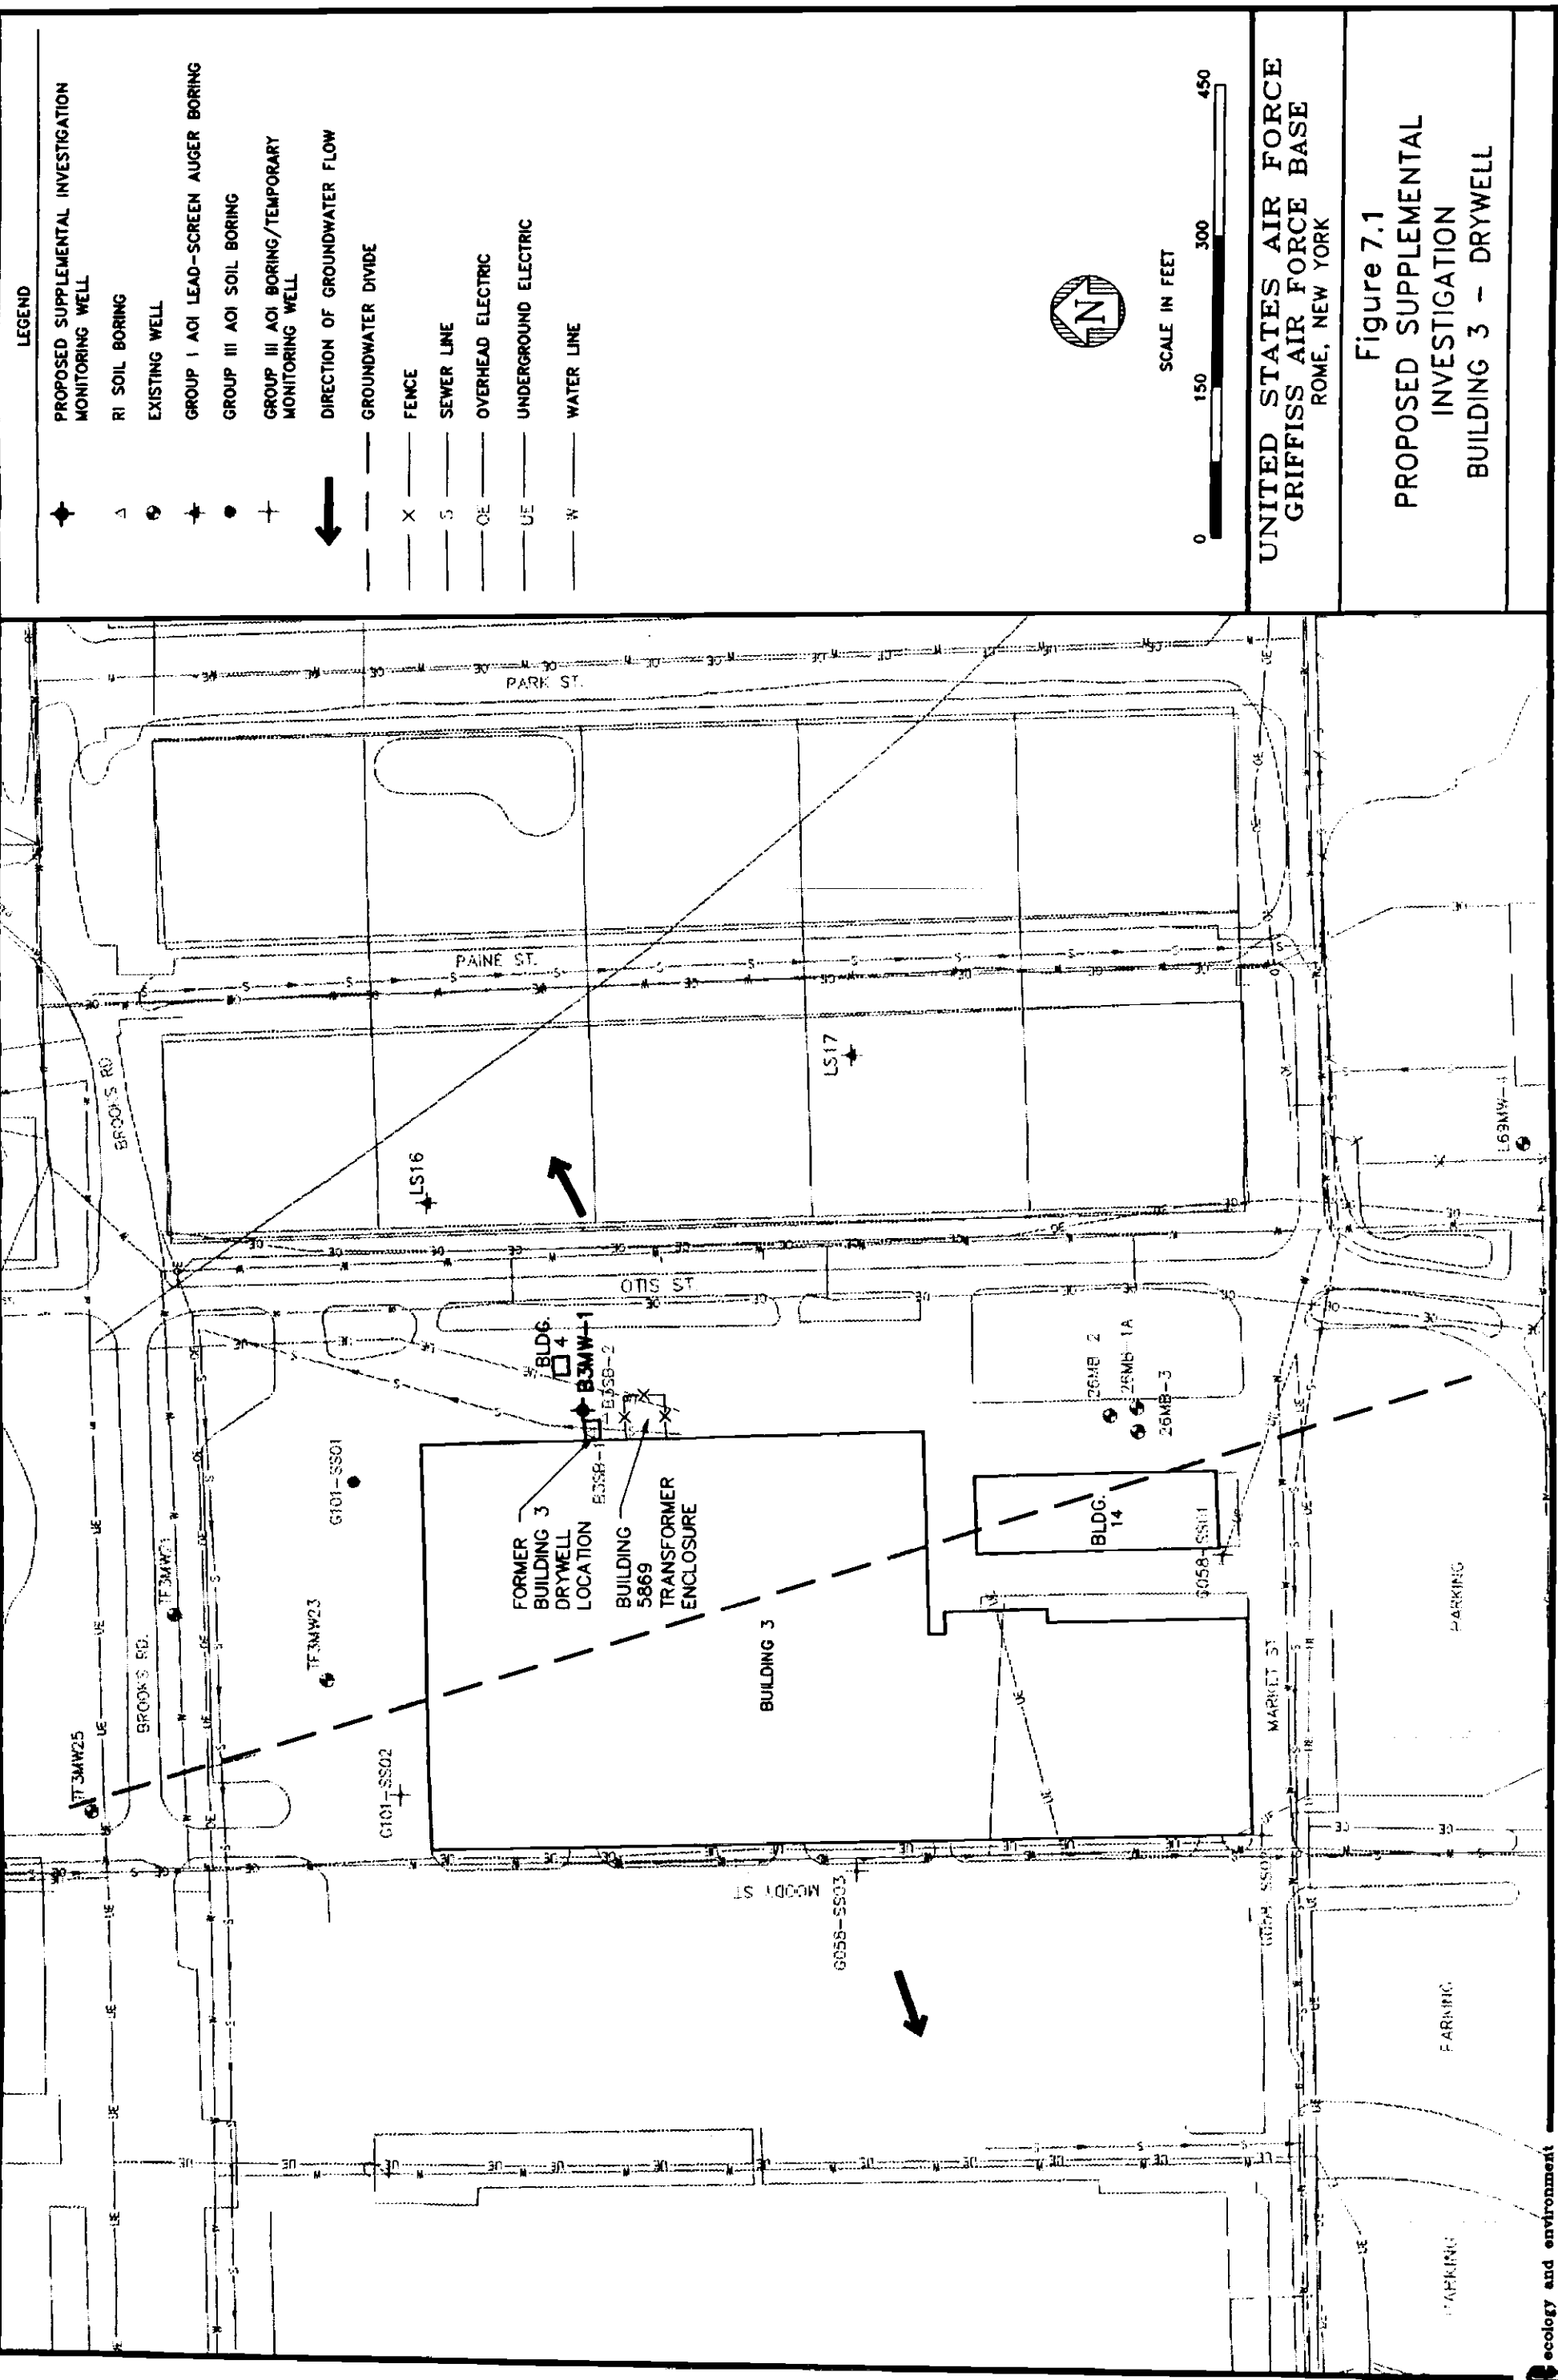 LEGEND
PROPOSED SUPPLEMENTAL INVESTIGATION
MONITORING WELL
RI SOIL BORING
EXISTING WELL
GROUP I AOI LEAD-SCREEN AUGER BORING
GROUP III AOI SOIL BORING
GROUP III AOI BORING/TEMPORARY
MONITORING WELL
DIRECTION OF GROUNDWATER FLOW
GROUNDWATER DIVIDE
X FENCE
S SEWER LINE
OE OVERHEAD ELECTRIC
UE UNDERGROUND ELECTRIC
W WATER LINE
N
SCALE IN FEET
0 150 300 450
UNITED STATES AIR FORCE
GRIFFISS AIR FORCE BASE
ROME, NEW YORK
Figure 7.1
PROPOSED SUPPLEMENTAL
INVESTIGATION
BUILDING 3 - DRYWELL
PARK ST.
PAINE ST.
BROOKS RD
LS16
LS17
OTIS ST.
BLDG.
4
B3MW-1
B3SB-2
B3SB-1
FORMER
BUILDING 3
DRYWELL
LOCATION
BUILDING
5869
TRANSFORMER
ENCLOSURE
BUILDING 3
BLDG.
14
26MB 2
26MB-1A
26MB-3
L69MW-
G101-SS01
G101-SS02
TF3MW23
TF3MW25
BROOKS RD.
G058-SS01
G058-SS03
MOODY ST
MARKET ST
PARKING
PARKING
PARKING
ecology and environment